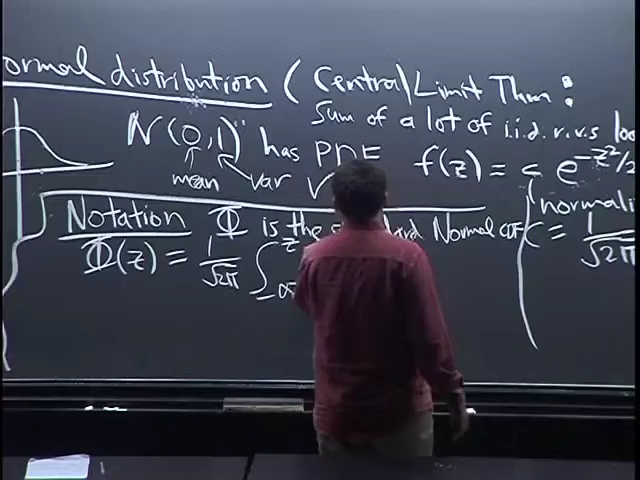 ormal distribution (Central Limit Thm:
Sum of a lot of i.i.d. r.v.s loo
N(0,1)" has PDF f(z) = c e^{-z²/2
mean var
normali
Notation Φ is the standard Normal CDF c = 1/√2π
Φ(z) = 1/√2π ∫_{-∞}^{z}